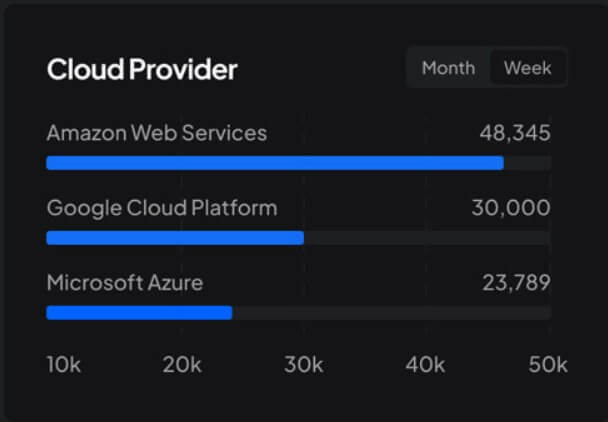 Cloud Provider
Month Week
Amazon Web Services 48,345
Google Cloud Platform 30,000
Microsoft Azure 23,789
10k 20k 30k 40k 50k